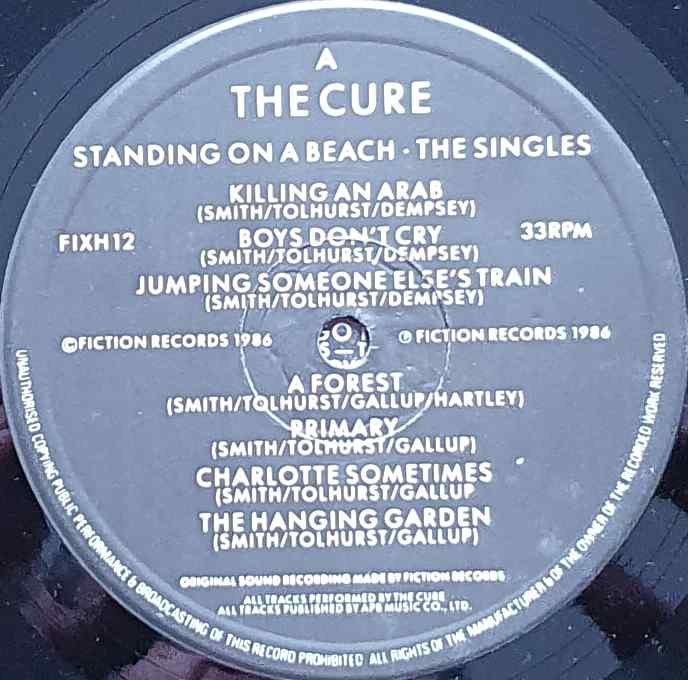 A
THE CURE
STANDING ON A BEACH · THE SINGLES
KILLING AN ARAB
(SMITH/TOLHURST/DEMPSEY)
FIXH12
BOYS DON'T CRY
33RPM
(SMITH/TOLHURST/DEMPSEY)
JUMPING SOMEONE ELSE'S TRAIN
(SMITH/TOLHURST/DEMPSEY)
©FICTION RECORDS 1986
℗ FICTION RECORDS 1986
A FOREST
(SMITH/TOLHURST/GALLUP/HARTLEY)
PRIMARY
(SMITH/TOLHURST/GALLUP)
CHARLOTTE SOMETIMES
(SMITH/TOLHURST/GALLUP
THE HANGING GARDEN
(SMITH/TOLHURST/GALLUP)
ORIGINAL SOUND RECORDING MADE BY FICTION RECORDS
ALL TRACKS PERFORMED BY THE CURE
ALL TRACKS PUBLISHED BY APB MUSIC CO., LTD.
UNAUTHORISED COPYING PUBLIC PERFORMANCE & BROADCASTING OF THIS RECORD PROHIBITED ALL RIGHTS OF THE MANUFACTURER & OF THE OWNER OF THE RECORDED WORK RESERVED